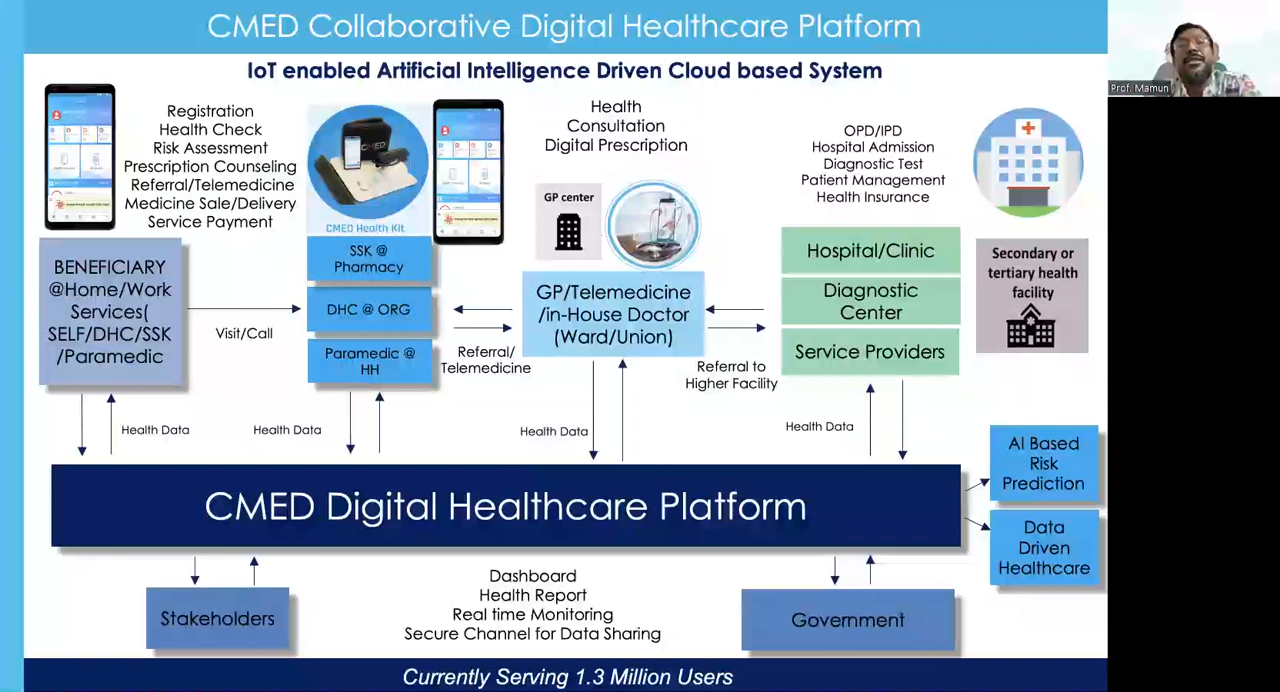 CMED Collaborative Digital Healthcare Platform
Prof. Mamun
IoT enabled Artificial Intelligence Driven Cloud based System
Registration
Health Check
Risk Assessment
Prescription Counseling
Referral/Telemedicine
Medicine Sale/Delivery
Service Payment
CMED
CMED Health Kit
Health
Consultation
Digital Prescription
GP center
OPD/IPD
Hospital Admission
Diagnostic Test
Patient Management
Health Insurance
BENEFICIARY
@Home/Work
Services(
SELF/DHC/SSK
/Paramedic
Visit/Call
SSK @
Pharmacy
DHC @ ORG
Paramedic @
HH
Referral/
Telemedicine
GP/Telemedicine
/in-House Doctor
(Ward/Union)
Referral to
Higher Facility
Hospital/Clinic
Diagnostic
Center
Service Providers
Secondary or
tertiary health
facility
Health Data
Health Data
Health Data
Health Data
CMED Digital Healthcare Platform
AI Based
Risk
Prediction
Data
Driven
Healthcare
Stakeholders
Dashboard
Health Report
Real time Monitoring
Secure Channel for Data Sharing
Government
Currently Serving 1.3 Million Users